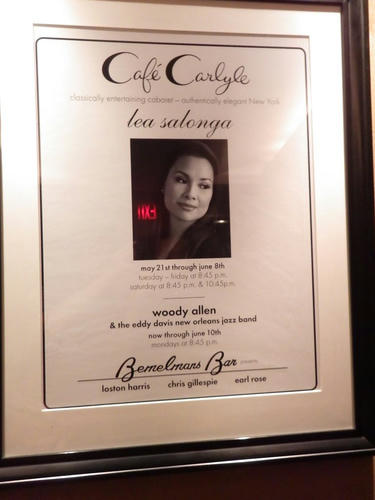 Café Carlyle
classically entertaining cabaret – authentically elegant New York
lea salonga
EXIT
may 21st through june 8th
tuesday – friday at 8:45 p.m.
saturday at 8:45 p.m. & 10:45p.m.
woody allen
& the eddy davis new orleans jazz band
now through june 10th
mondays at 8:45 p.m.
Bemelmans Bar presents
loston harris chris gillespie earl rose